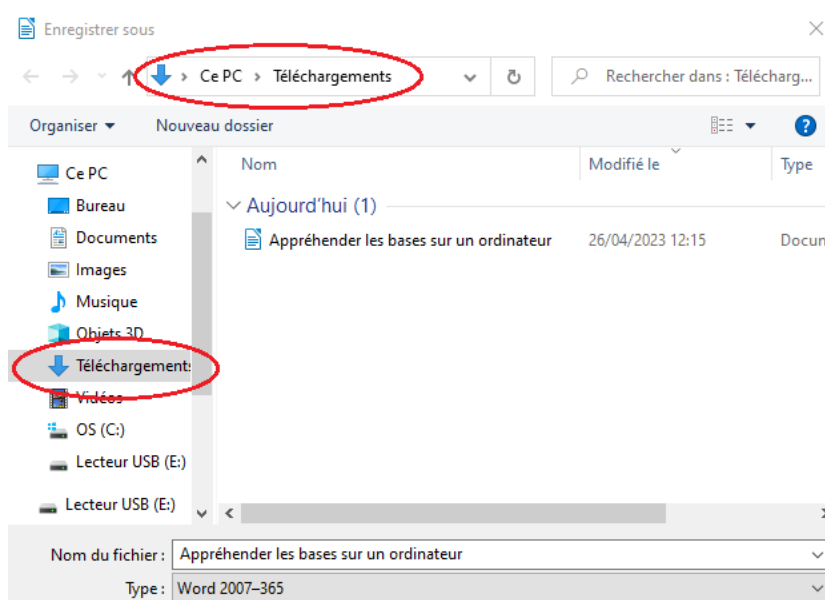 Enregistrer sous
Ce PC › Téléchargements
Rechercher dans : Télécharg...
Organiser
Nouveau dossier
Nom
Modifié le
Type
Ce PC
Bureau
Documents
Images
Musique
Objets 3D
Téléchargements
Vidéos
OS (C:)
Lecteur USB (E:)
Lecteur USB (E:)
Aujourd'hui (1)
Appréhender les bases sur un ordinateur
26/04/2023 12:15
Docun
Nom du fichier : Appréhender les bases sur un ordinateur
Type : Word 2007–365